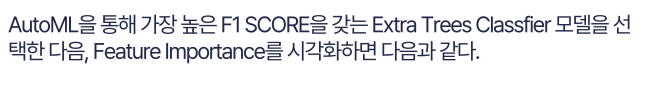 AutoML을 통해 가장 높은 F1 SCORE을 갖는 Extra Trees Classfier 모델을 선
택한 다음, Feature Importance를 시각화하면 다음과 같다.